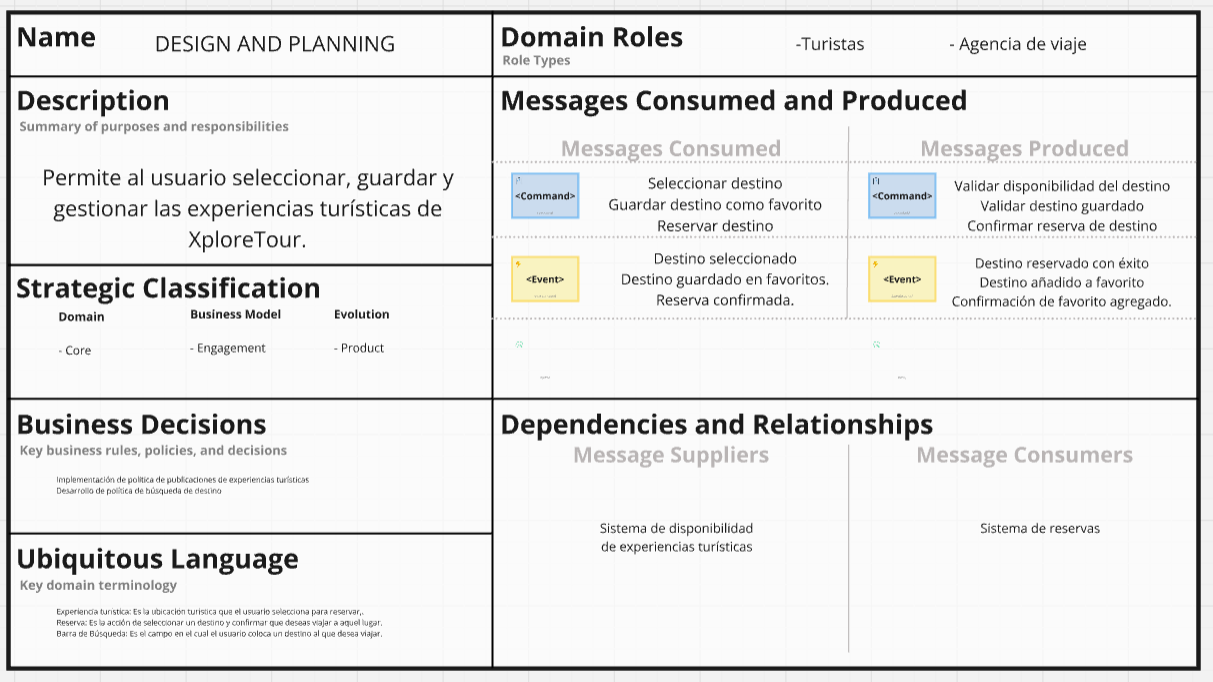 Name
DESIGN AND PLANNING
Domain Roles
Role Types
-Turistas
- Agencia de viaje
Description
Summary of purposes and responsibilities
Permite al usuario seleccionar, guardar y
gestionar las experiencias turísticas de
XploreTour.
Strategic Classification
Domain
Business Model
Evolution
- Core
- Engagement
- Product
Business Decisions
Key business rules, policies, and decisions
Implementación de política de publicaciones de experiencias turísticas
Desarrollo de política de búsqueda de destino
Ubiquitous Language
Key domain terminology
Experiencia turística: Es la ubicación turística que el usuario selecciona para reservar,.
Reserva: Es la acción de seleccionar un destino y confirmar que deseas viajar a aquel lugar.
Barra de Búsqueda: Es el campo en el cual el usuario coloca un destino al que desea viajar.
Messages Consumed and Produced
Messages Consumed
Messages Produced
<Command>
Seleccionar destino
Guardar destino como favorito
Reservar destino
<Command>
Validar disponibilidad del destino
Validar destino guardado
Confirmar reserva de destino
<Event>
Destino seleccionado
Destino guardado en favoritos.
Reserva confirmada.
<Event>
Destino reservado con éxito
Destino añadido a favorito
Confirmación de favorito agregado.
Dependencies and Relationships
Message Suppliers
Message Consumers
Sistema de disponibilidad
de experiencias turísticas
Sistema de reservas